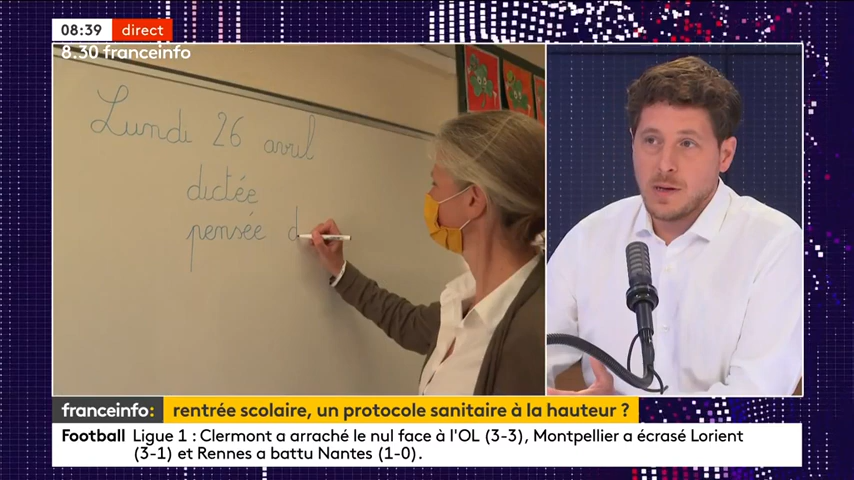 08:39 direct
8.30 franceinfo
Lundi 26 avril
dictée
pensée d
franceinfo: rentrée scolaire, un protocole sanitaire à la hauteur ?
Football Ligue 1 : Clermont a arraché le nul face à l'OL (3-3), Montpellier a écrasé Lorient
(3-1) et Rennes a battu Nantes (1-0).